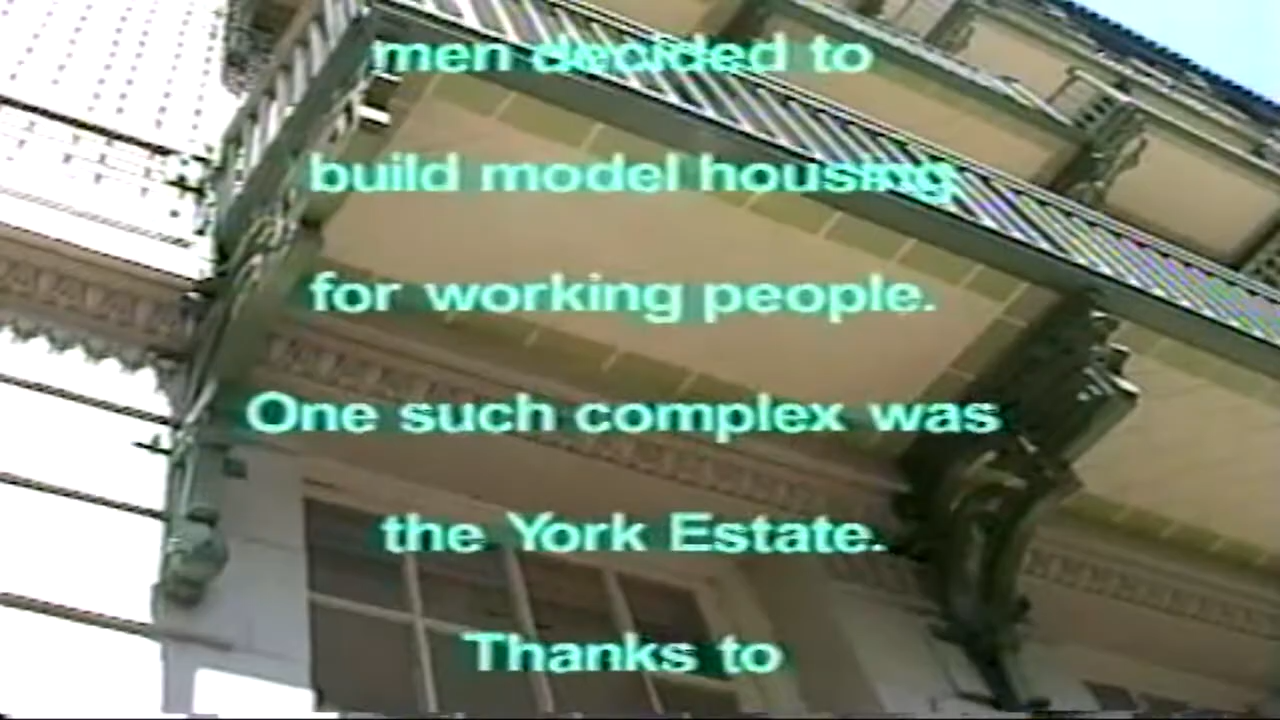 men decided to
build model housing
for working people.
One such complex was
the York Estate.
Thanks to